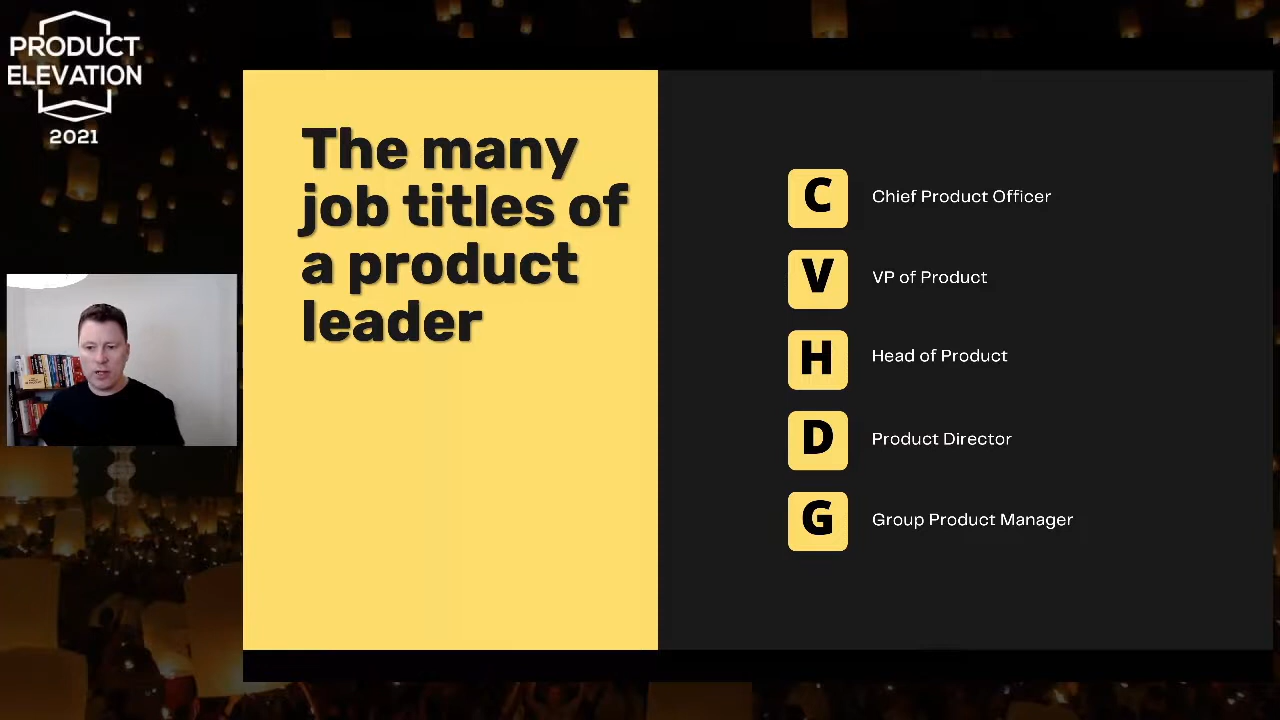 PRODUCT
ELEVATION
2021
The many
job titles of
a product
leader
C Chief Product Officer
V VP of Product
H Head of Product
D Product Director
G Group Product Manager